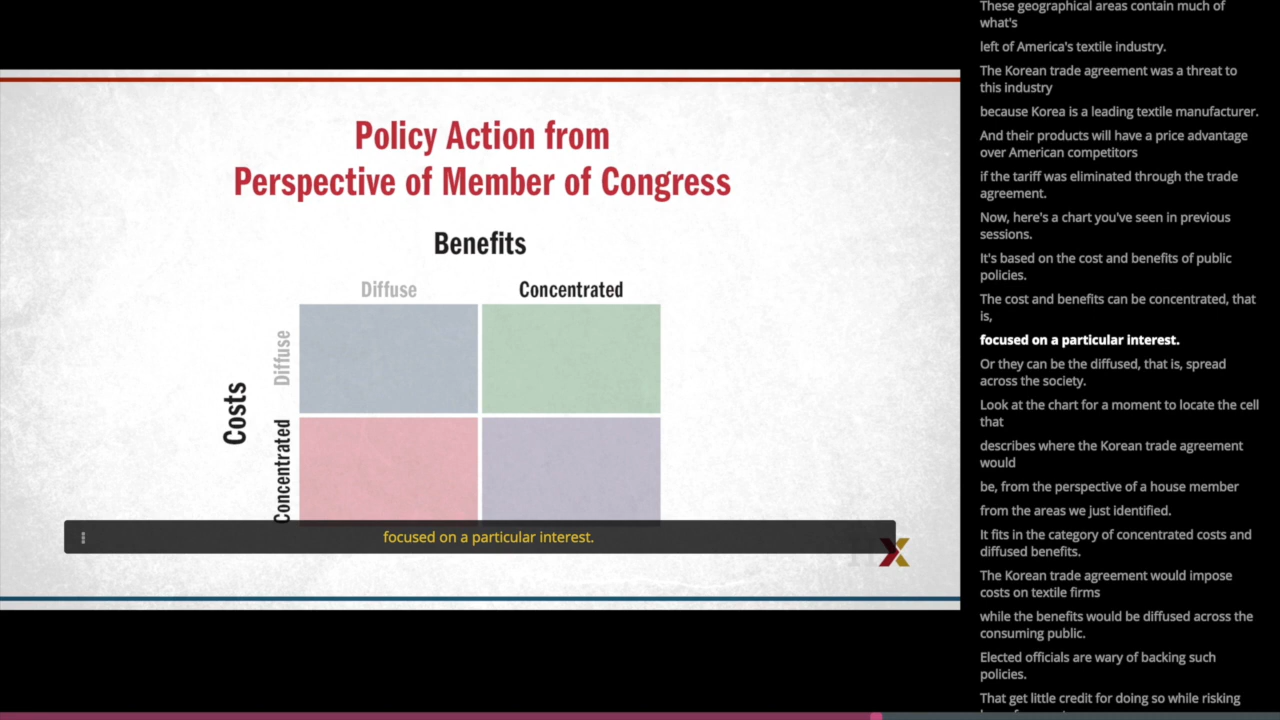 Policy Action from
Perspective of Member of Congress
Benefits
Diffuse
Concentrated
Costs
Diffuse
Concentrated
focused on a particular interest.
X
These geographical areas contain much of
what's
left of America's textile industry.
The Korean trade agreement was a threat to
this industry
because Korea is a leading textile manufacturer.
And their products will have a price advantage
over American competitors
if the tariff was eliminated through the trade
agreement.
Now, here's a chart you've seen in previous
sessions.
It's based on the cost and benefits of public
policies.
The cost and benefits can be concentrated, that
is,
focused on a particular interest.
Or they can be the diffused, that is, spread
across the society.
Look at the chart for a moment to locate the cell
that
describes where the Korean trade agreement
would
be, from the perspective of a house member
from the areas we just identified.
It fits in the category of concentrated costs and
diffused benefits.
The Korean trade agreement would impose
costs on textile firms
while the benefits would be diffused across the
consuming public.
Elected officials are wary of backing such
policies.
That get little credit for doing so while risking